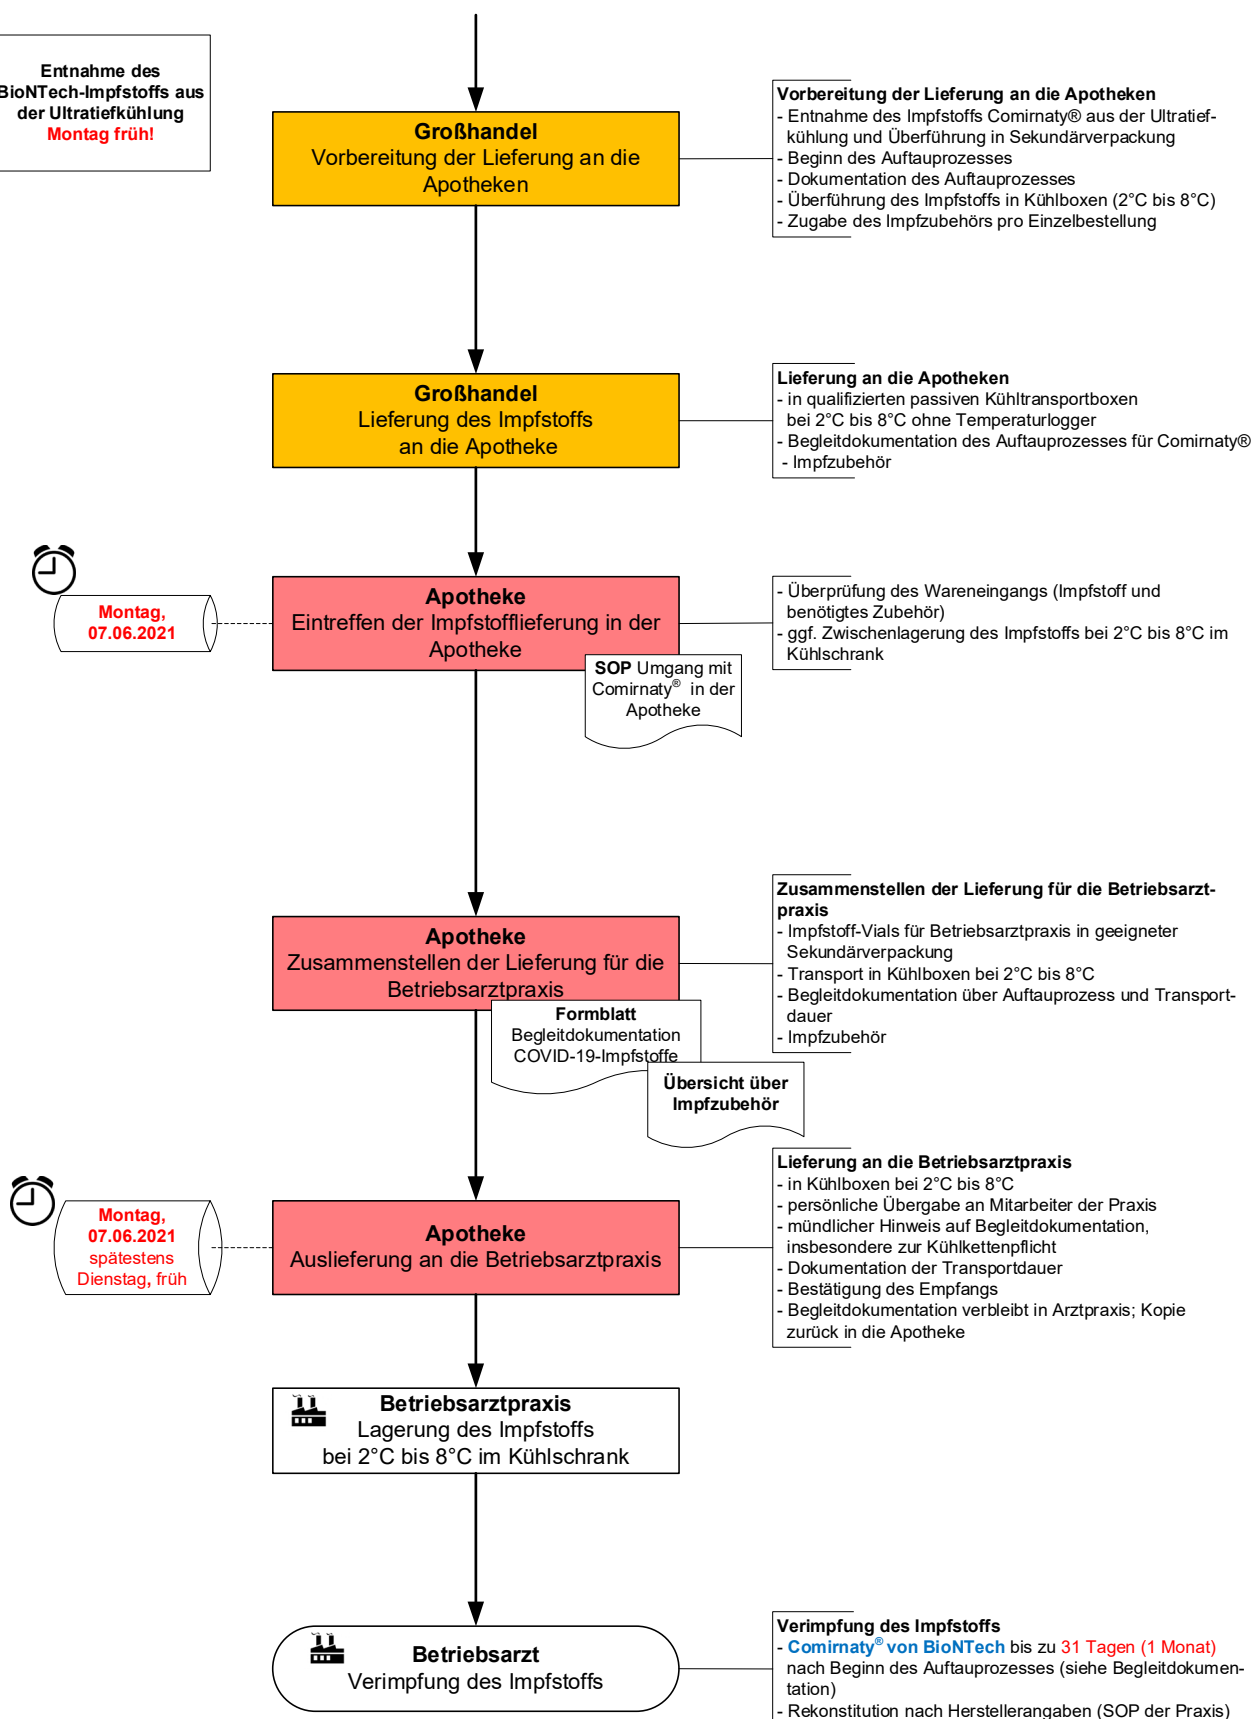 Entnahme des
BioNTech-Impfstoffs aus
der Ultratiefkühlung
Montag früh!
Großhandel
Vorbereitung der Lieferung an die
Apotheken
Vorbereitung der Lieferung an die Apotheken
- Entnahme des Impfstoffs Comirnaty® aus der Ultratief-
kühlung und Überführung in Sekundärverpackung
- Beginn des Auftauprozesses
- Dokumentation des Auftauprozesses
- Überführung des Impfstoffs in Kühlboxen (2°C bis 8°C)
- Zugabe des Impfzubehörs pro Einzelbestellung
Großhandel
Lieferung des Impfstoffs
an die Apotheke
Lieferung an die Apotheken
- in qualifizierten passiven Kühltransportboxen
bei 2°C bis 8°C ohne Temperaturlogger
- Begleitdokumentation des Auftauprozesses für Comirnaty®
- Impfzubehör
Montag,
07.06.2021
Apotheke
Eintreffen der Impfstofflieferung in der
Apotheke
SOP Umgang mit
Comirnaty® in der
Apotheke
- Überprüfung des Wareneingangs (Impfstoff und
benötigtes Zubehör)
- ggf. Zwischenlagerung des Impfstoffs bei 2°C bis 8°C im
Kühlschrank
Apotheke
Zusammenstellen der Lieferung für die
Betriebsarztpraxis
Formblatt
Begleitdokumentation
COVID-19-Impfstoffe
Übersicht über
Impfzubehör
Zusammenstellen der Lieferung für die Betriebsarzt-
praxis
- Impfstoff-Vials für Betriebsarztpraxis in geeigneter
Sekundärverpackung
- Transport in Kühlboxen bei 2°C bis 8°C
- Begleitdokumentation über Auftauprozess und Transport-
dauer
- Impfzubehör
Montag,
07.06.2021
spätestens
Dienstag, früh
Apotheke
Auslieferung an die Betriebsarztpraxis
Lieferung an die Betriebsarztpraxis
- in Kühlboxen bei 2°C bis 8°C
- persönliche Übergabe an Mitarbeiter der Praxis
- mündlicher Hinweis auf Begleitdokumentation,
insbesondere zur Kühlkettenpflicht
- Dokumentation der Transportdauer
- Bestätigung des Empfangs
- Begleitdokumentation verbleibt in Arztpraxis; Kopie
zurück in die Apotheke
Betriebsarztpraxis
Lagerung des Impfstoffs
bei 2°C bis 8°C im Kühlschrank
Betriebsarzt
Verimpfung des Impfstoffs
Verimpfung des Impfstoffs
- Comirnaty® von BioNTech bis zu 31 Tagen (1 Monat)
nach Beginn des Auftauprozesses (siehe Begleitdokumen-
tation)
- Rekonstitution nach Herstellerangaben (SOP der Praxis)